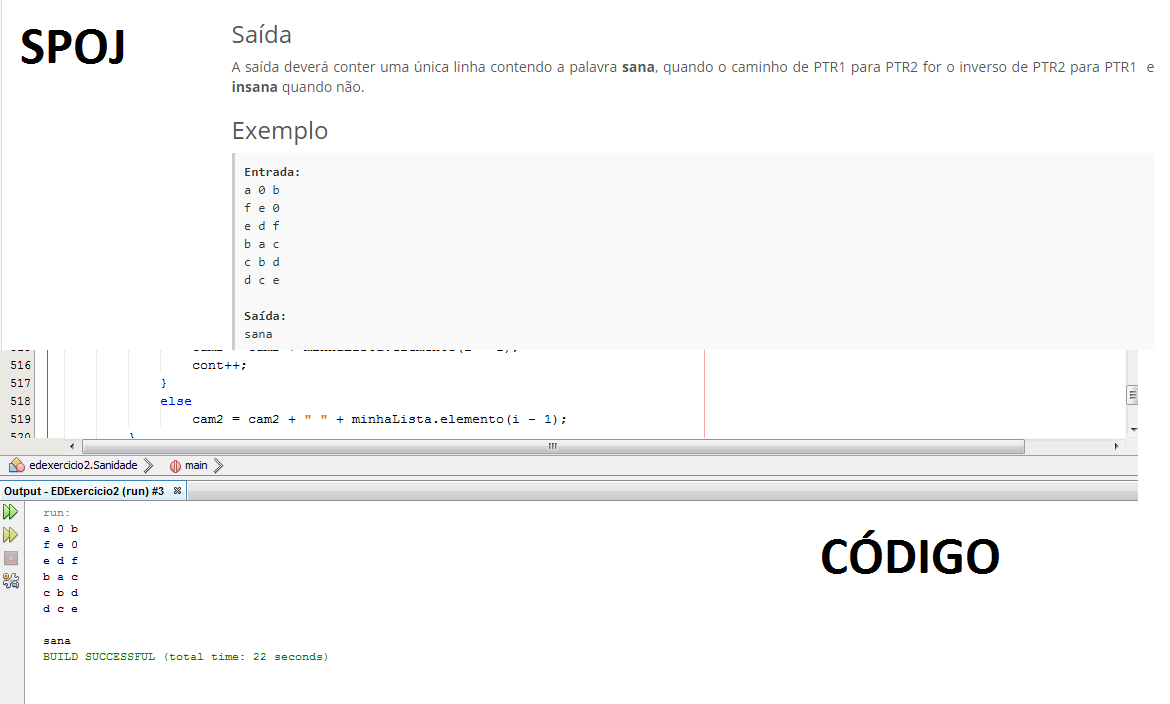 SPOJ
Saída
A saída deverá conter uma única linha contendo a palavra sana, quando o caminho de PTR1 para PTR2 for o inverso de PTR2 para PTR1 e
insana quando não.
Exemplo
Entrada:
a 0 b
f e 0
e d f
b a c
c b d
d c e
Saída:
sana
516 cont++;
517 }
518 else
519 cam2 = cam2 + " " + minhaLista.elemento(i - 1);
520 }
edexercicio2.Sanidade main
Output - EDExercicio2 (run) #3
run:
a 0 b
f e 0
e d f
b a c
c b d
d c e
CÓDIGO
sana
BUILD SUCCESSFUL (total time: 22 seconds)